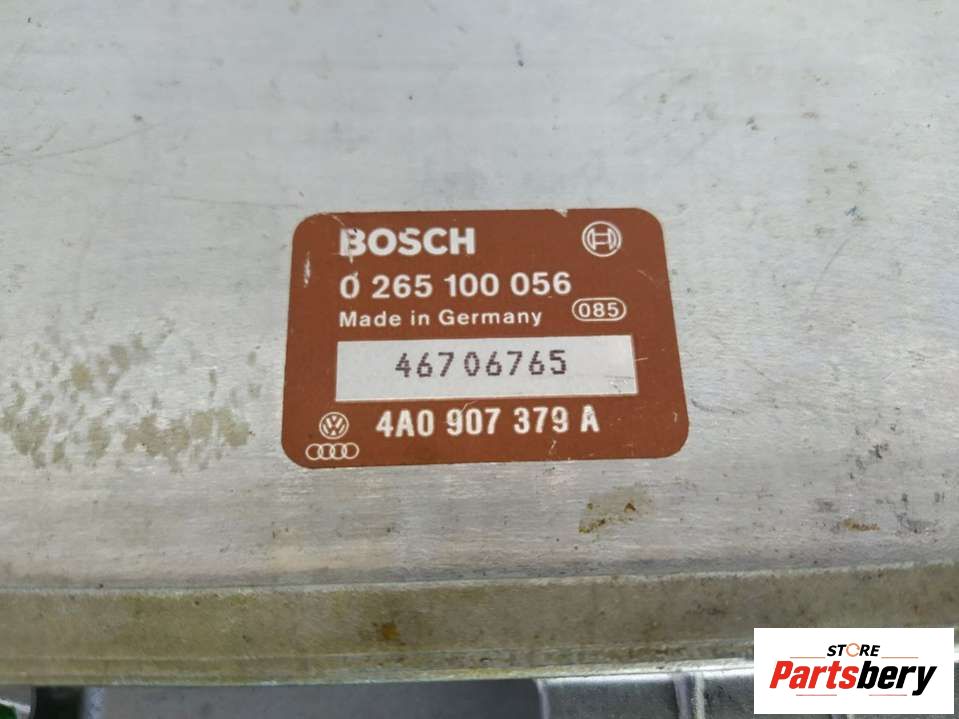 BOSCH
0 265 100 056
Made in Germany 085
46706765
4A0 907 379 A
STORE
Partsbery